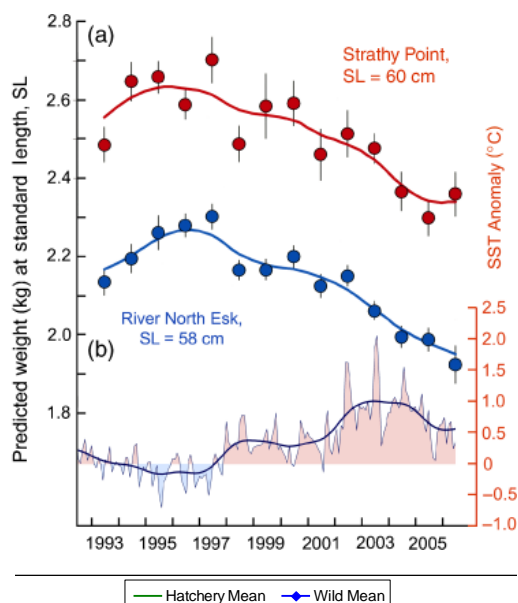 2.8
2.6
2.4
2.2
2.0
1.8
Predicted weight (kg) at standard length, SL
(a)
Strathy Point,
SL = 60 cm
River North Esk,
SL = 58 cm
(b)
SST Anomaly (°C)
2.5
2.0
1.5
1.0
0.5
0
−0.5
−1.0
1993 1995 1997 1999 2001 2003 2005
Hatchery Mean Wild Mean